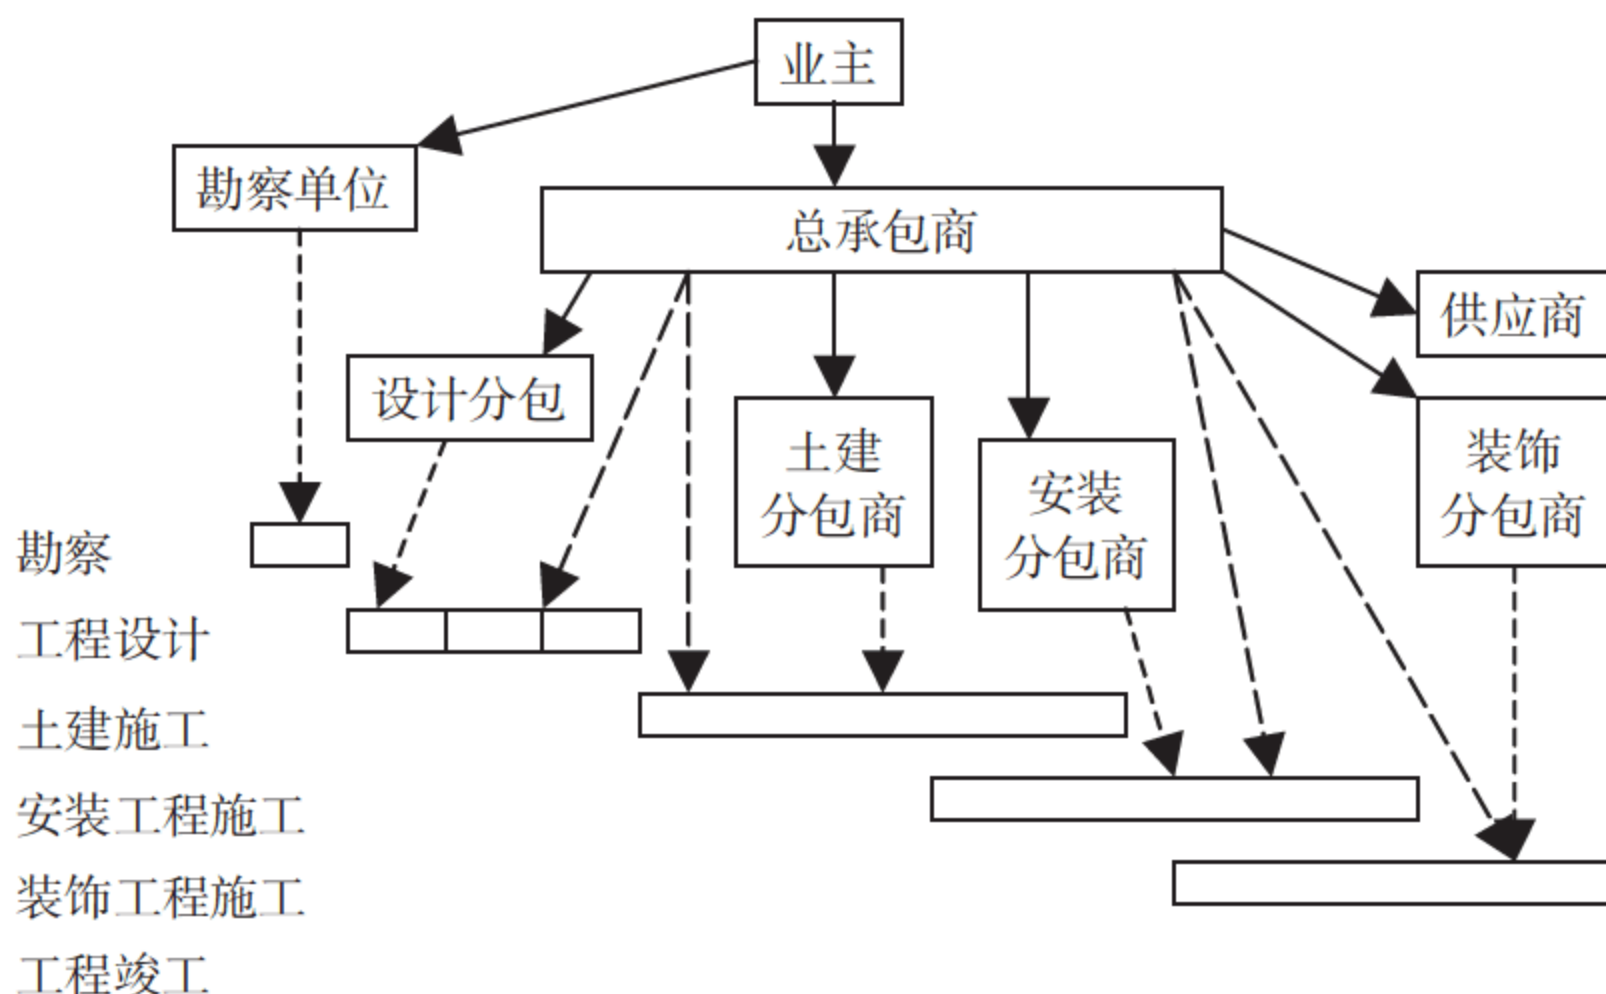 业主
勘察单位
总承包商
供应商
设计分包
土建
分包商
安装
分包商
装饰
分包商
勘察
工程设计
土建施工
安装工程施工
装饰工程施工
工程竣工